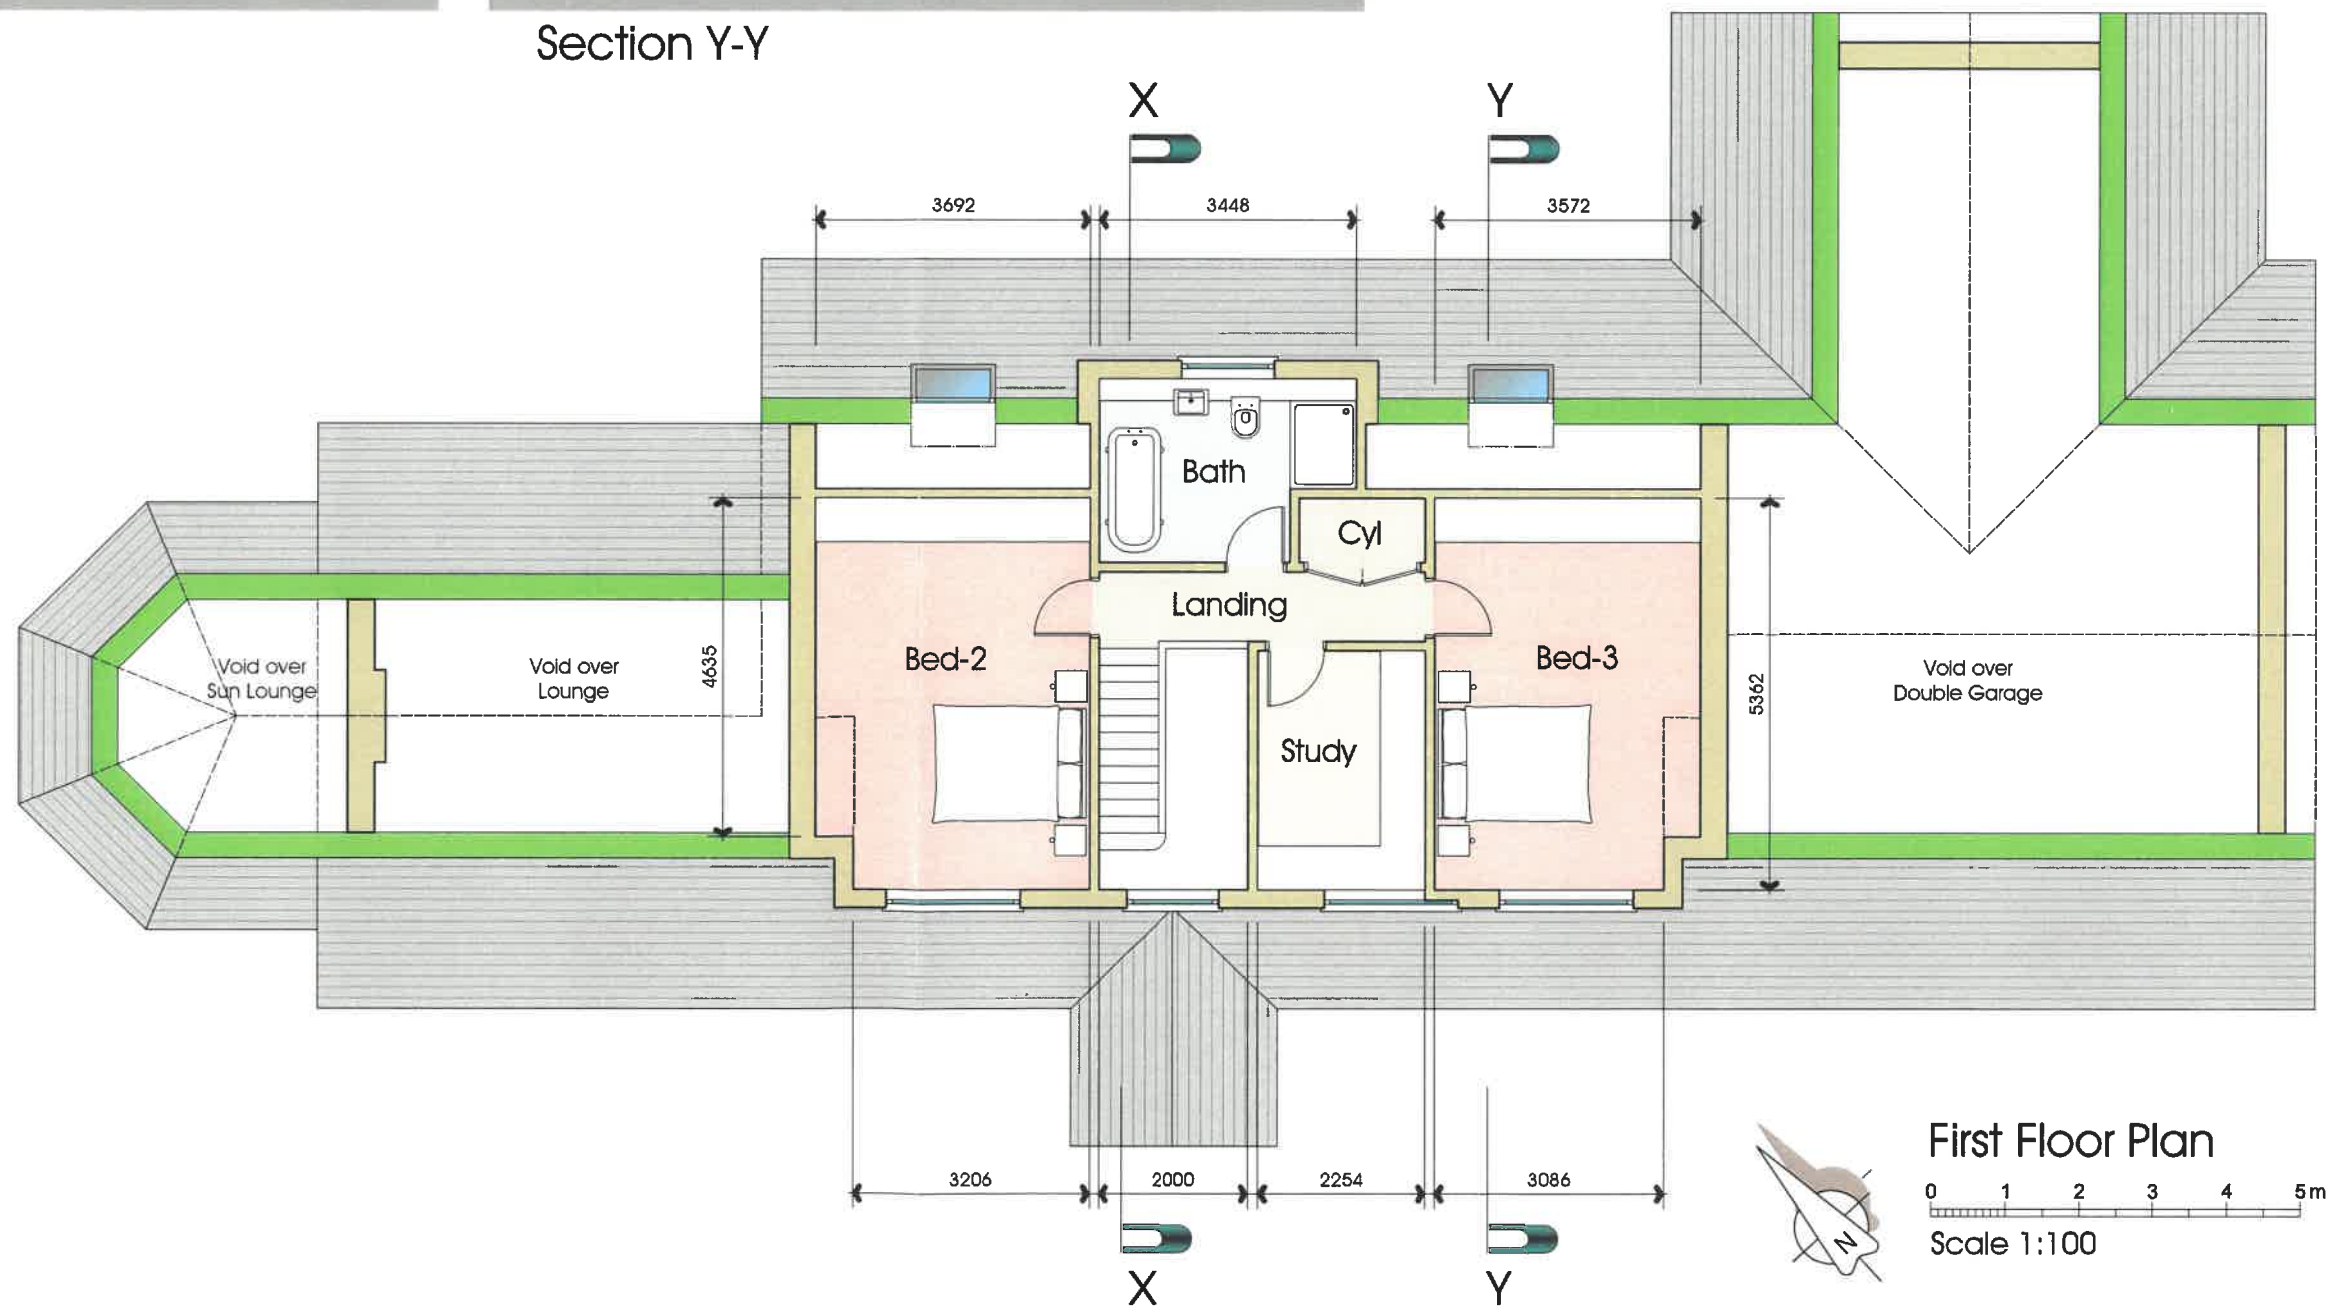 Section Y-Y
X
Y
3692
3448
3572
Bath
Cyl
Landing
Bed-2
Bed-3
4635
5362
Void over
Sun Lounge
Void over
Lounge
Void over
Double Garage
Study
3206
2000
2254
3086
X
Y
N
First Floor Plan
0 1 2 3 4 5m
Scale 1:100